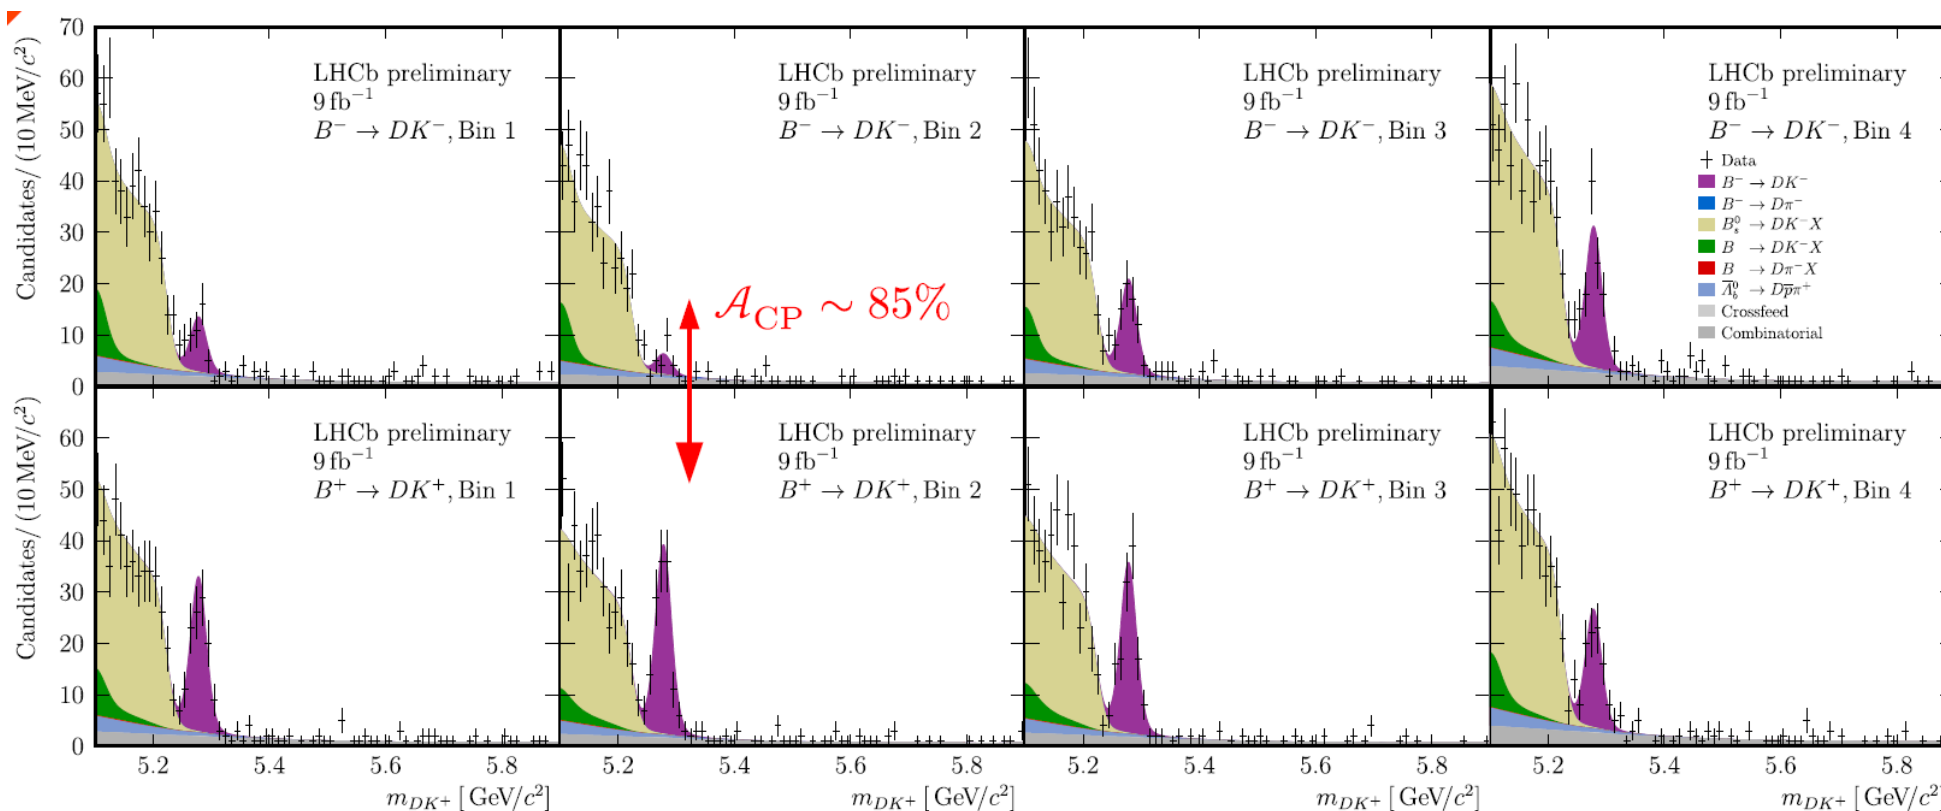 Candidates/ (10 MeV/c²)
70
60
50
40
30
20
10
0
LHCb preliminary
9 fb⁻¹
B⁻ → DK⁻, Bin 1
LHCb preliminary
9 fb⁻¹
B⁻ → DK⁻, Bin 2
LHCb preliminary
9 fb⁻¹
B⁻ → DK⁻, Bin 3
LHCb preliminary
9 fb⁻¹
B⁻ → DK⁻, Bin 4
Data
B⁻ → DK⁻
B⁻ → Dπ⁻
B⁰ₛ → DK⁻X
B → DK⁻X
B → Dπ⁻X
Λ̅⁰_b → Dp̅π⁺
Crossfeed
Combinatorial
𝒜CP ∼ 85%
Candidates/ (10 MeV/c²)
60
50
40
30
20
10
0
LHCb preliminary
9 fb⁻¹
B⁺ → DK⁺, Bin 1
LHCb preliminary
9 fb⁻¹
B⁺ → DK⁺, Bin 2
LHCb preliminary
9 fb⁻¹
B⁺ → DK⁺, Bin 3
LHCb preliminary
9 fb⁻¹
B⁺ → DK⁺, Bin 4
5.2 5.4 5.6 5.8 5.2 5.4 5.6 5.8 5.2 5.4 5.6 5.8 5.2 5.4 5.6 5.8
m_DK⁺ [GeV/c²] m_DK⁺ [GeV/c²] m_DK⁺ [GeV/c²] m_DK⁺ [GeV/c²]